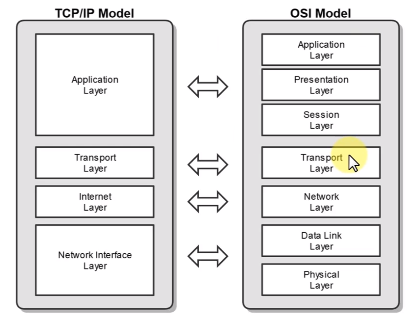 TCP/IP Model
Application
Layer
Transport
Layer
Internet
Layer
Network Interface
Layer
OSI Model
Application
Layer
Presentation
Layer
Session
Layer
Transport
Layer
Network
Layer
Data Link
Layer
Physical
Layer